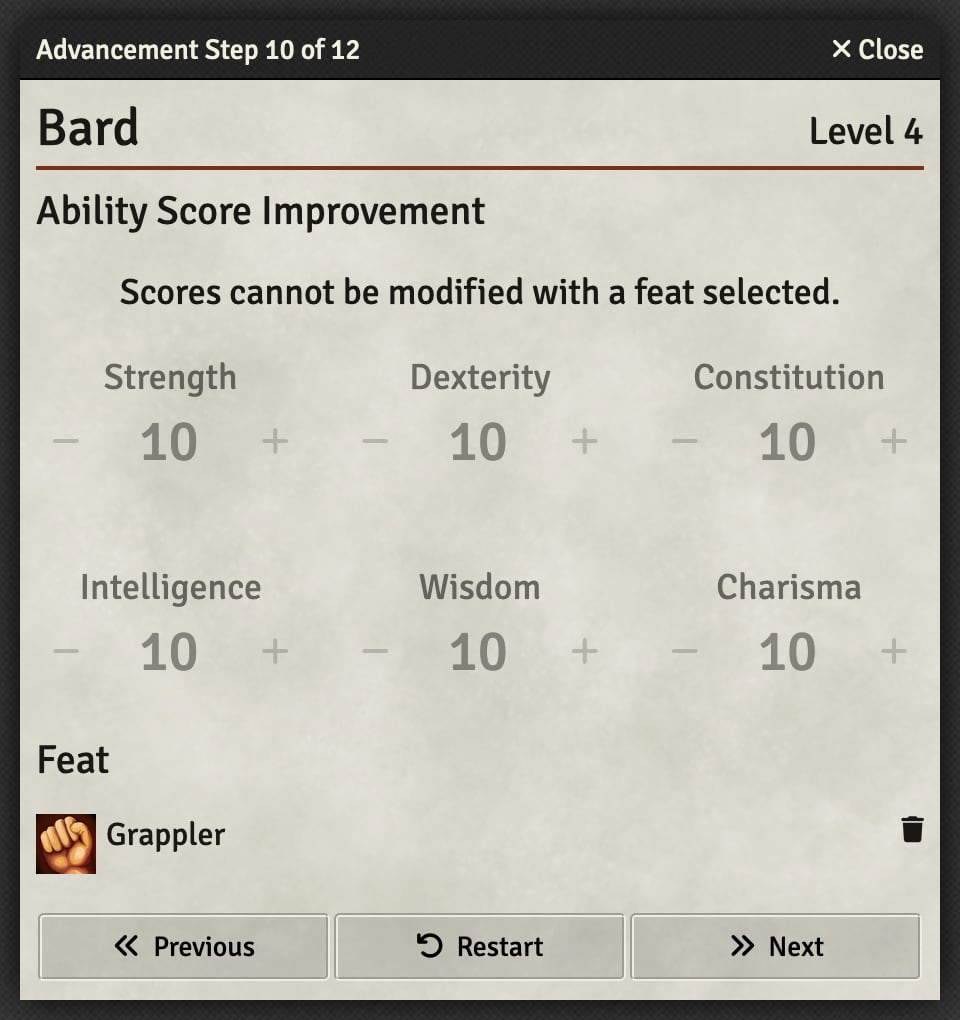 Advancement Step 10 of 12
× Close
Bard
Level 4
Ability Score Improvement
Scores cannot be modified with a feat selected.
Strength Dexterity Constitution
− 10 + − 10 + − 10 +
Intelligence Wisdom Charisma
− 10 + − 10 + − 10 +
Feat
Grappler
Previous Restart Next